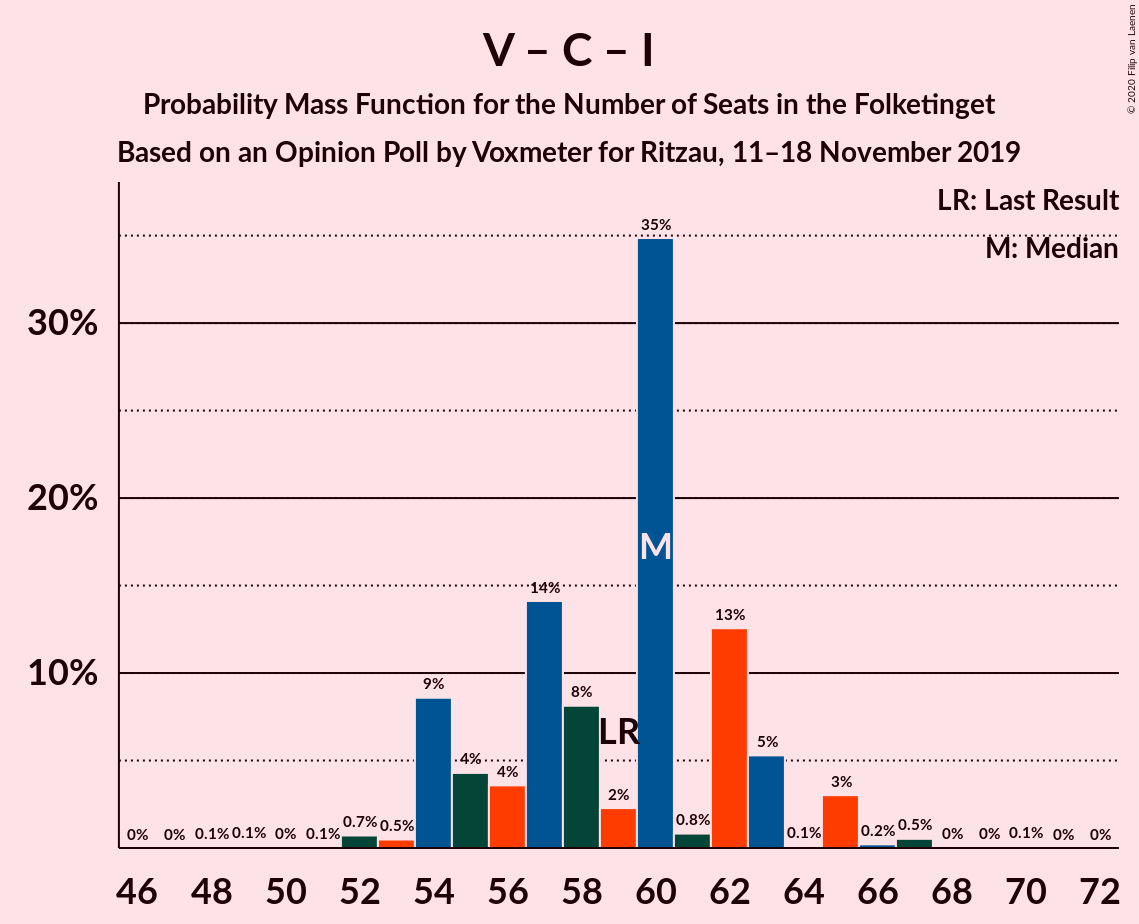 V – C – I
Probability Mass Function for the Number of Seats in the Folketinget
Based on an Opinion Poll by Voxmeter for Ritzau, 11–18 November 2019
© 2020 Filip van Laenen
LR: Last Result
M: Median
30%
20%
10%
0% 0% 0.1% 0.1% 0% 0.1% 0.7% 0.5% 9% 4% 4% 14% 8% 2% 35% 0.8% 13% 5% 0.1% 3% 0.2% 0.5% 0% 0% 0.1% 0% 0%
LR
M
46 48 50 52 54 56 58 60 62 64 66 68 70 72